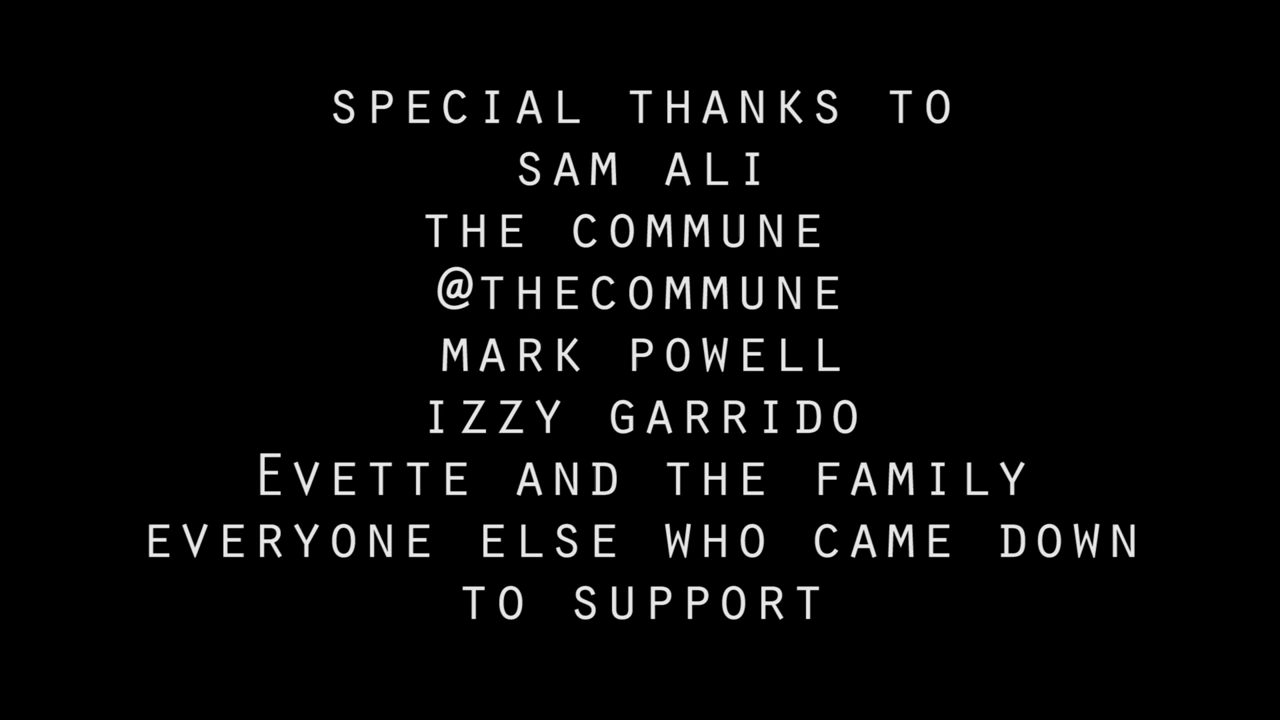 SPECIAL THANKS TO
SAM ALI
THE COMMUNE
@THECOMMUNE
MARK POWELL
IZZY GARRIDO
EVETTE AND THE FAMILY
EVERYONE ELSE WHO CAME DOWN
TO SUPPORT